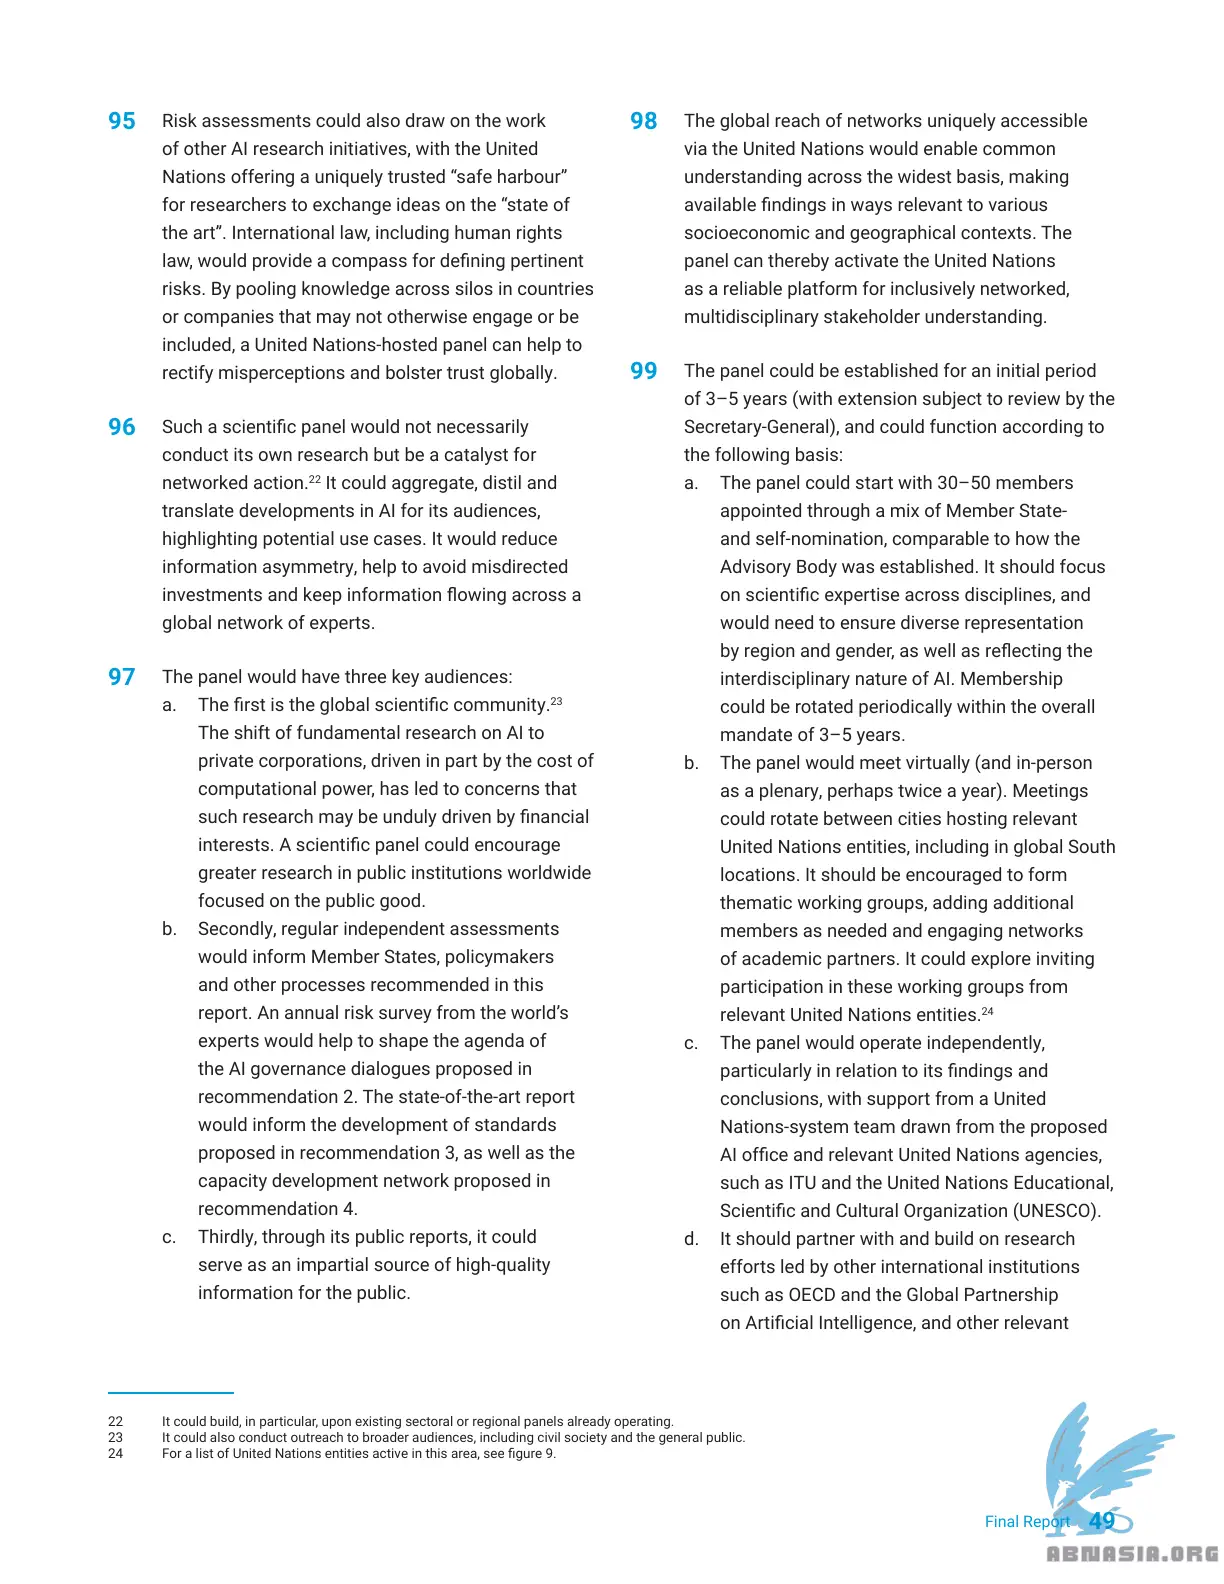 95 Risk assessments could also draw on the work
of other AI research initiatives, with the United
Nations offering a uniquely trusted “safe harbour”
for researchers to exchange ideas on the “state of
the art”. International law, including human rights
law, would provide a compass for defining pertinent
risks. By pooling knowledge across silos in countries
or companies that may not otherwise engage or be
included, a United Nations-hosted panel can help to
rectify misperceptions and bolster trust globally.
96 Such a scientific panel would not necessarily
conduct its own research but be a catalyst for
networked action.22 It could aggregate, distil and
translate developments in AI for its audiences,
highlighting potential use cases. It would reduce
information asymmetry, help to avoid misdirected
investments and keep information flowing across a
global network of experts.
97 The panel would have three key audiences:
a. The first is the global scientific community.23
The shift of fundamental research on AI to
private corporations, driven in part by the cost of
computational power, has led to concerns that
such research may be unduly driven by financial
interests. A scientific panel could encourage
greater research in public institutions worldwide
focused on the public good.
b. Secondly, regular independent assessments
would inform Member States, policymakers
and other processes recommended in this
report. An annual risk survey from the world’s
experts would help to shape the agenda of
the AI governance dialogues proposed in
recommendation 2. The state-of-the-art report
would inform the development of standards
proposed in recommendation 3, as well as the
capacity development network proposed in
recommendation 4.
c. Thirdly, through its public reports, it could
serve as an impartial source of high-quality
information for the public.
98 The global reach of networks uniquely accessible
via the United Nations would enable common
understanding across the widest basis, making
available findings in ways relevant to various
socioeconomic and geographical contexts. The
panel can thereby activate the United Nations
as a reliable platform for inclusively networked,
multidisciplinary stakeholder understanding.
99 The panel could be established for an initial period
of 3–5 years (with extension subject to review by the
Secretary-General), and could function according to
the following basis:
a. The panel could start with 30–50 members
appointed through a mix of Member State-
and self-nomination, comparable to how the
Advisory Body was established. It should focus
on scientific expertise across disciplines, and
would need to ensure diverse representation
by region and gender, as well as reflecting the
interdisciplinary nature of AI. Membership
could be rotated periodically within the overall
mandate of 3–5 years.
b. The panel would meet virtually (and in-person
as a plenary, perhaps twice a year). Meetings
could rotate between cities hosting relevant
United Nations entities, including in global South
locations. It should be encouraged to form
thematic working groups, adding additional
members as needed and engaging networks
of academic partners. It could explore inviting
participation in these working groups from
relevant United Nations entities.24
c. The panel would operate independently,
particularly in relation to its findings and
conclusions, with support from a United
Nations-system team drawn from the proposed
AI office and relevant United Nations agencies,
such as ITU and the United Nations Educational,
Scientific and Cultural Organization (UNESCO).
d. It should partner with and build on research
efforts led by other international institutions
such as OECD and the Global Partnership
on Artificial Intelligence, and other relevant
22 It could build, in particular, upon existing sectoral or regional panels already operating.
23 It could also conduct outreach to broader audiences, including civil society and the general public.
24 For a list of United Nations entities active in this area, see figure 9.
Final Report 49
ABNASIA.ORG